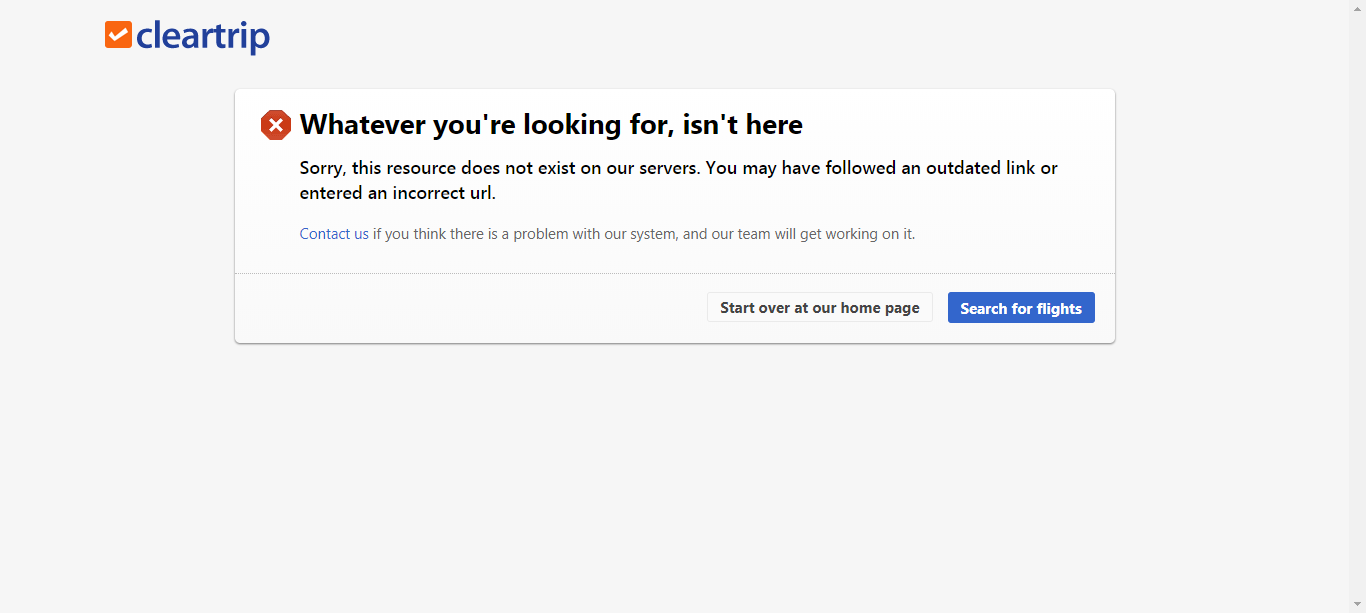 cleartrip
Whatever you're looking for, isn't here
Sorry, this resource does not exist on our servers. You may have followed an outdated link or
entered an incorrect url.
Contact us if you think there is a problem with our system, and our team will get working on it.
Start over at our home page
Search for flights